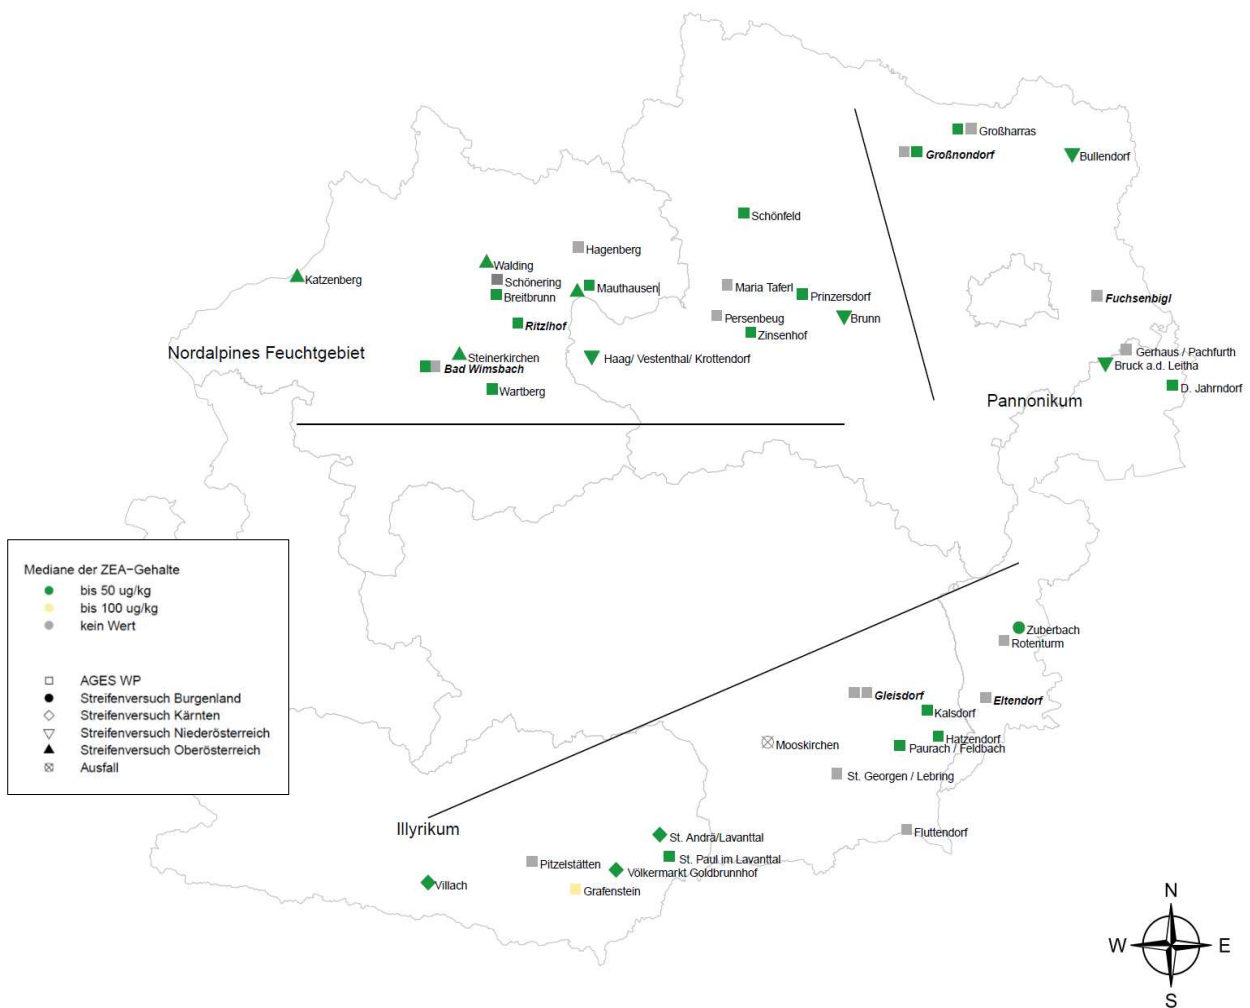 Großharras
Großnondorf
Bullendorf
Schönfeld
Hagenberg
Walding
Katzenberg
Schönering
Mauthausen
Maria Taferl
Breitbrunn
Prinzersdorf
Fuchsenbigl
Persenbeug
Brunn
Ritzlhof
Zinsenhof
Nordalpines Feuchtgebiet
Steinerkirchen
Haag/ Vestenthal/ Krottendorf
Gerhaus / Pachfurth
Bad Wimsbach
Bruck a.d. Leitha
Wartberg
D. Jahrndorf
Pannonikum
Mediane der ZEA-Gehalte
bis 50 ug/kg
bis 100 ug/kg
kein Wert
AGES WP
Streifenversuch Burgenland
Streifenversuch Kärnten
Streifenversuch Niederösterreich
Streifenversuch Oberösterreich
Ausfall
Zuberbach
Rotenturm
Gleisdorf
Eltendorf
Kalsdorf
Hatzendorf
Mooskirchen
Paurach / Feldbach
St. Georgen / Lebring
Illyrikum
Fluttendorf
St. Andrä/Lavanttal
Pitzelstätten
St. Paul im Lavanttal
Völkermarkt Goldbrunnhof
Villach
Grafenstein
N
W
E
S